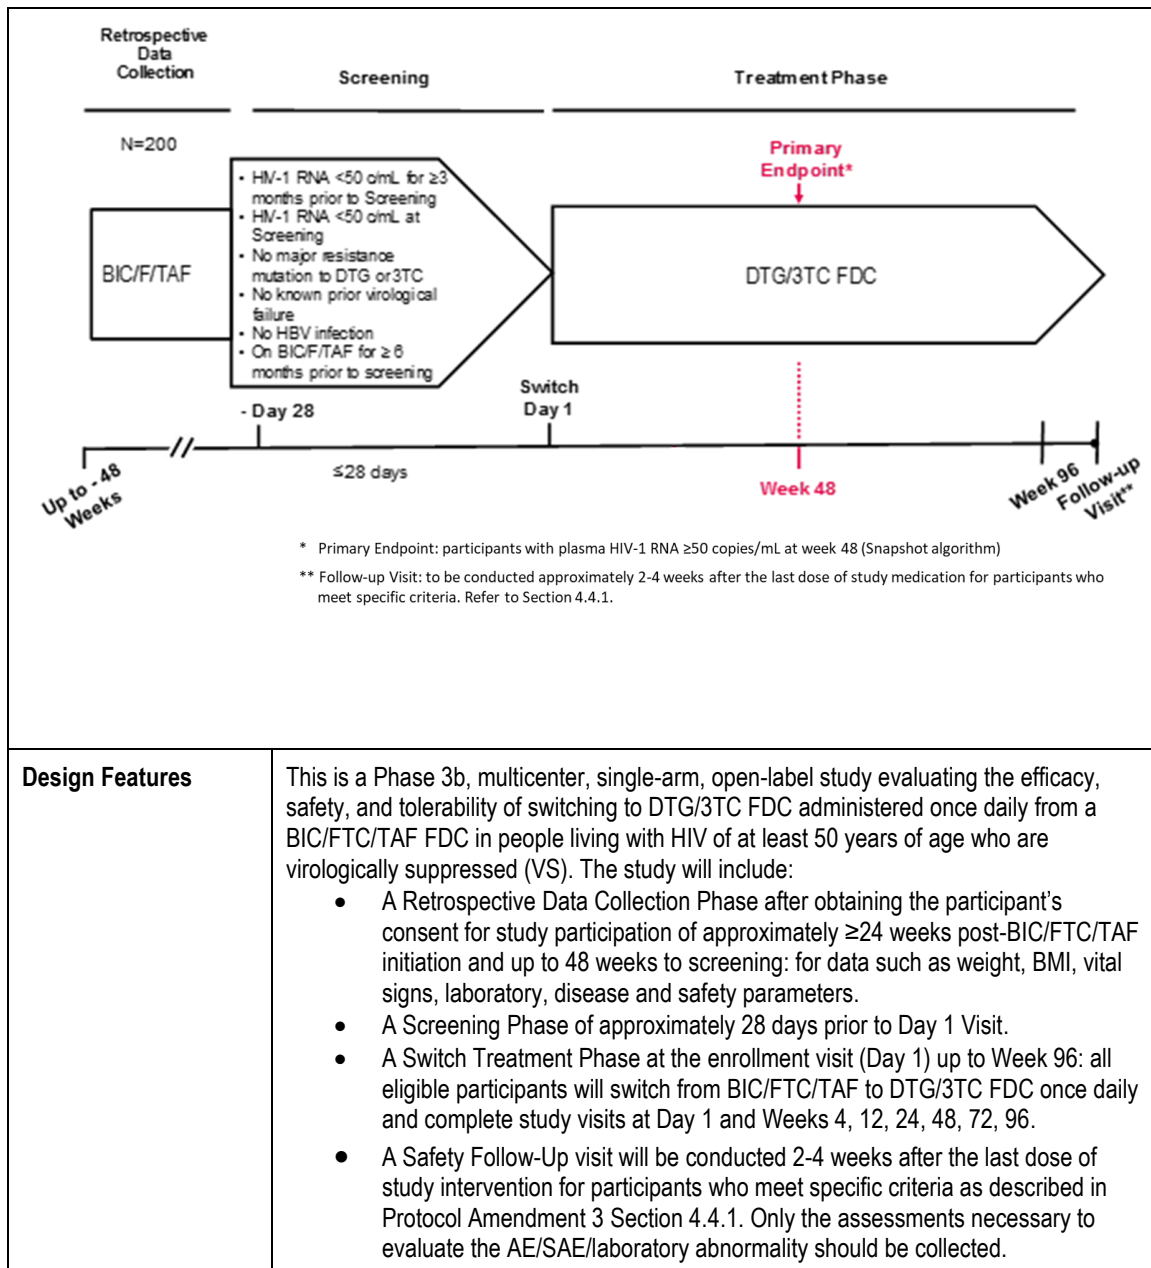 Retrospective
Data
Collection
Screening
Treatment Phase
N=200
Primary
Endpoint*
BIC/F/TAF
• HIV-1 RNA <50 c/mL for ≥3
months prior to Screening
• HIV-1 RNA <50 c/mL at
Screening
• No major resistance
mutation to DTG or 3TC
• No known prior virological
failure
• No HBV infection
• On BIC/F/TAF for ≥ 6
months prior to screening
DTG/3TC FDC
- Day 28
Switch
Day 1
≤28 days
Up to - 48
Weeks
Week 48
Week 96
Follow-up
Visit**
* Primary Endpoint: participants with plasma HIV-1 RNA ≥50 copies/mL at week 48 (Snapshot algorithm)
** Follow-up Visit: to be conducted approximately 2-4 weeks after the last dose of study medication for participants who
meet specific criteria. Refer to Section 4.4.1.
Design Features
This is a Phase 3b, multicenter, single-arm, open-label study evaluating the efficacy,
safety, and tolerability of switching to DTG/3TC FDC administered once daily from a
BIC/FTC/TAF FDC in people living with HIV of at least 50 years of age who are
virologically suppressed (VS). The study will include:
• A Retrospective Data Collection Phase after obtaining the participant's
consent for study participation of approximately ≥24 weeks post-BIC/FTC/TAF
initiation and up to 48 weeks to screening: for data such as weight, BMI, vital
signs, laboratory, disease and safety parameters.
• A Screening Phase of approximately 28 days prior to Day 1 Visit.
• A Switch Treatment Phase at the enrollment visit (Day 1) up to Week 96: all
eligible participants will switch from BIC/FTC/TAF to DTG/3TC FDC once daily
and complete study visits at Day 1 and Weeks 4, 12, 24, 48, 72, 96.
• A Safety Follow-Up visit will be conducted 2-4 weeks after the last dose of
study intervention for participants who meet specific criteria as described in
Protocol Amendment 3 Section 4.4.1. Only the assessments necessary to
evaluate the AE/SAE/laboratory abnormality should be collected.